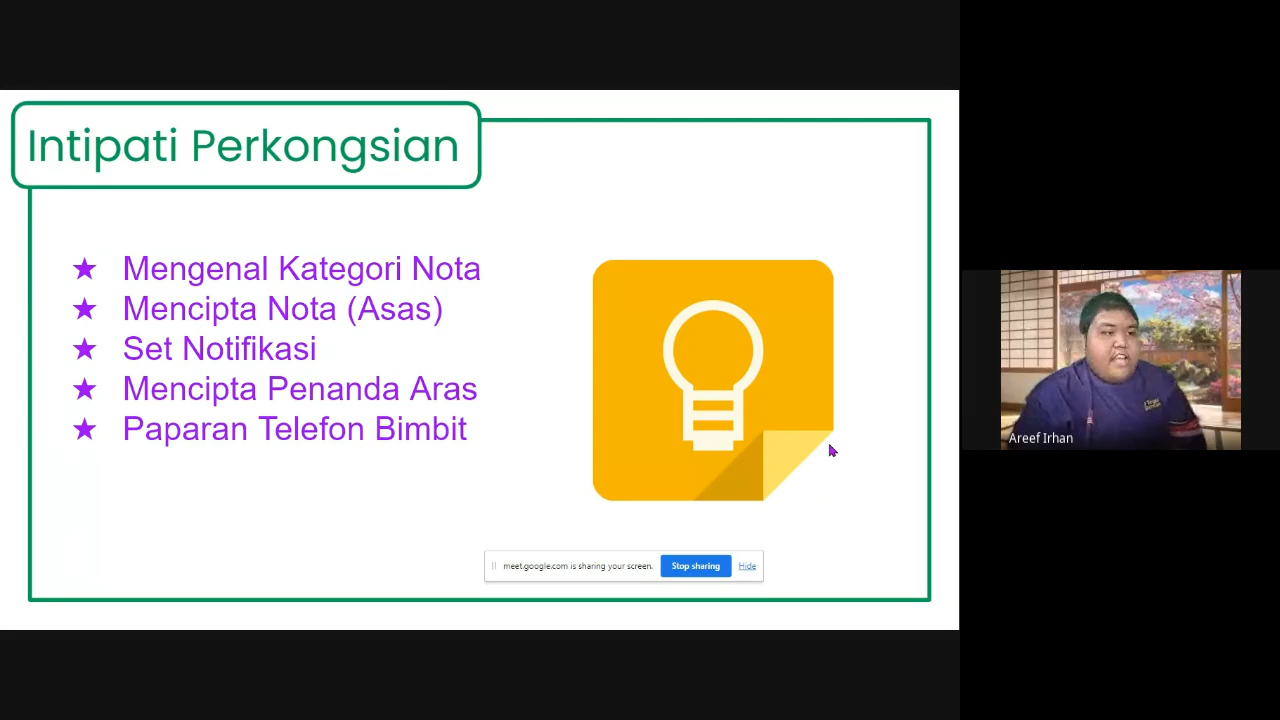 Intipati Perkongsian
★ Mengenal Kategori Nota
★ Mencipta Nota (Asas)
★ Set Notifikasi
★ Mencipta Penanda Aras
★ Paparan Telefon Bimbit
meet.google.com is sharing your screen. Stop sharing Hide
Areef Irhan